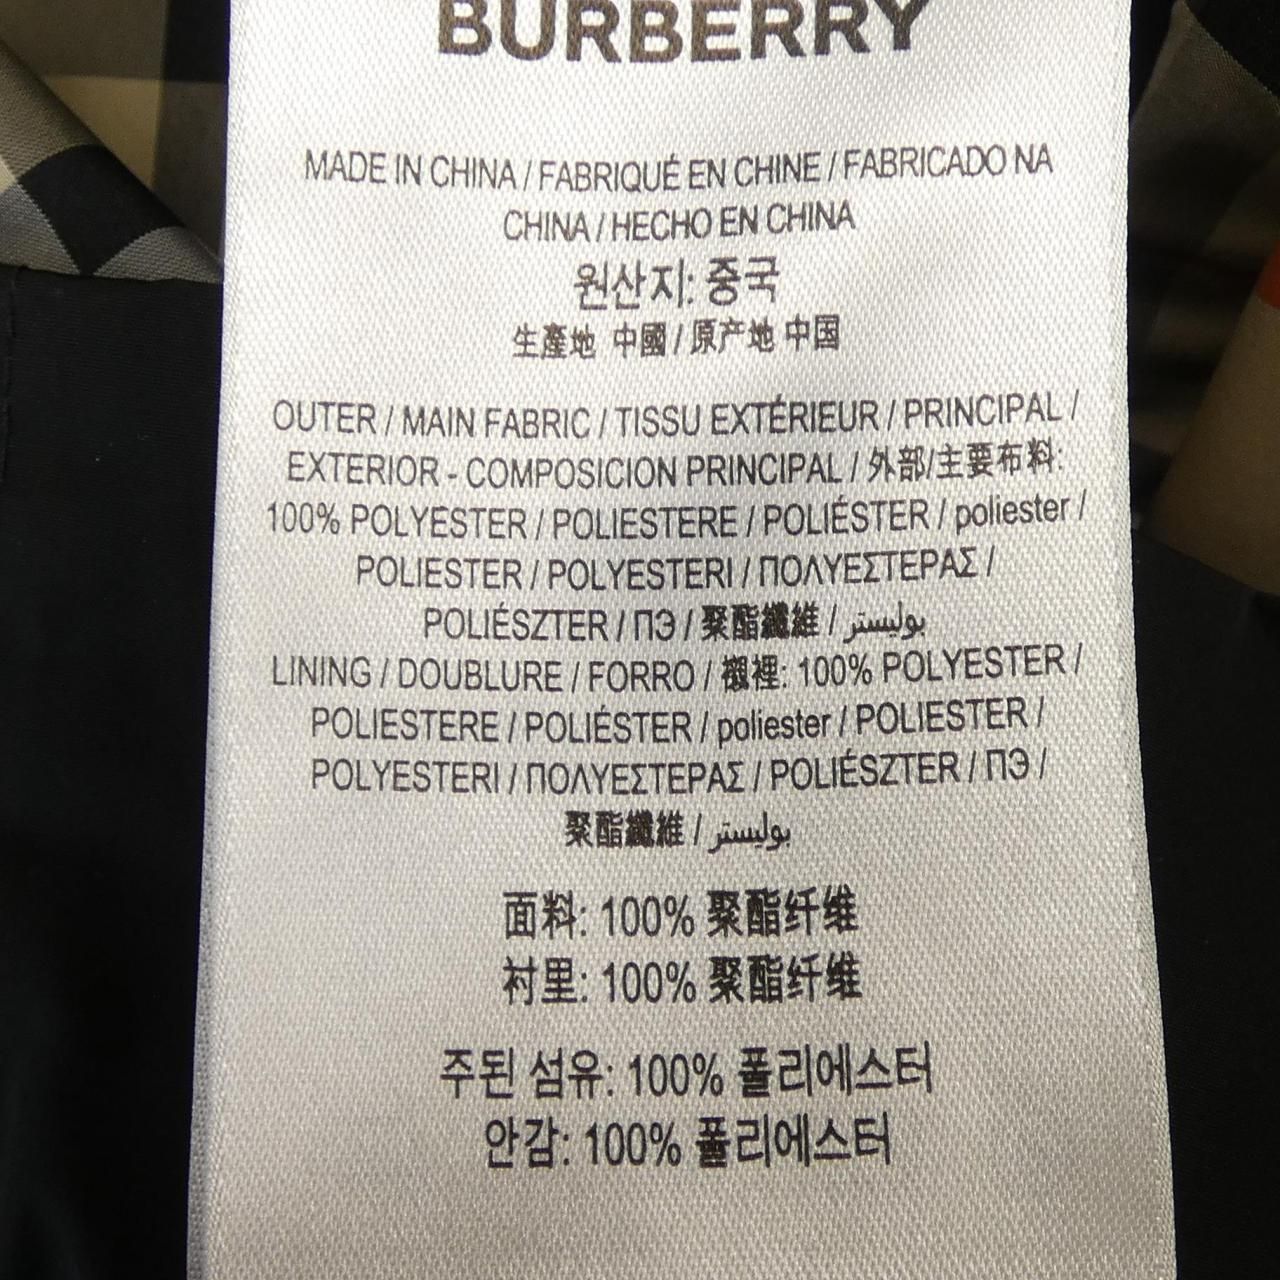 BURBERRY
MADE IN CHINA / FABRIQUÉ EN CHINE / FABRICADO NA
CHINA / HECHO EN CHINA
원산지: 중국
生產地 中國 / 原产地 中国
OUTER / MAIN FABRIC / TISSU EXTÉRIEUR / PRINCIPAL /
EXTERIOR - COMPOSICION PRINCIPAL / 外部/主要布料:
100% POLYESTER / POLIESTERE / POLIÉSTER / poliester /
POLIESTER / POLYESTERI / ΠΟΛΥΕΣΤΕΡΑΣ /
POLIÉSZTER / ПЭ / 聚酯纖維 / بوليستر
LINING / DOUBLURE / FORRO / 襯裡: 100% POLYESTER /
POLIESTERE / POLIÉSTER / poliester / POLIESTER /
POLYESTERI / ΠΟΛΥΕΣΤΕΡΑΣ / POLIÉSZTER / ПЭ /
聚酯纖維 / بوليستر
面料: 100% 聚酯纤维
衬里: 100% 聚酯纤维
주된 섬유: 100% 폴리에스터
안감: 100% 폴리에스터